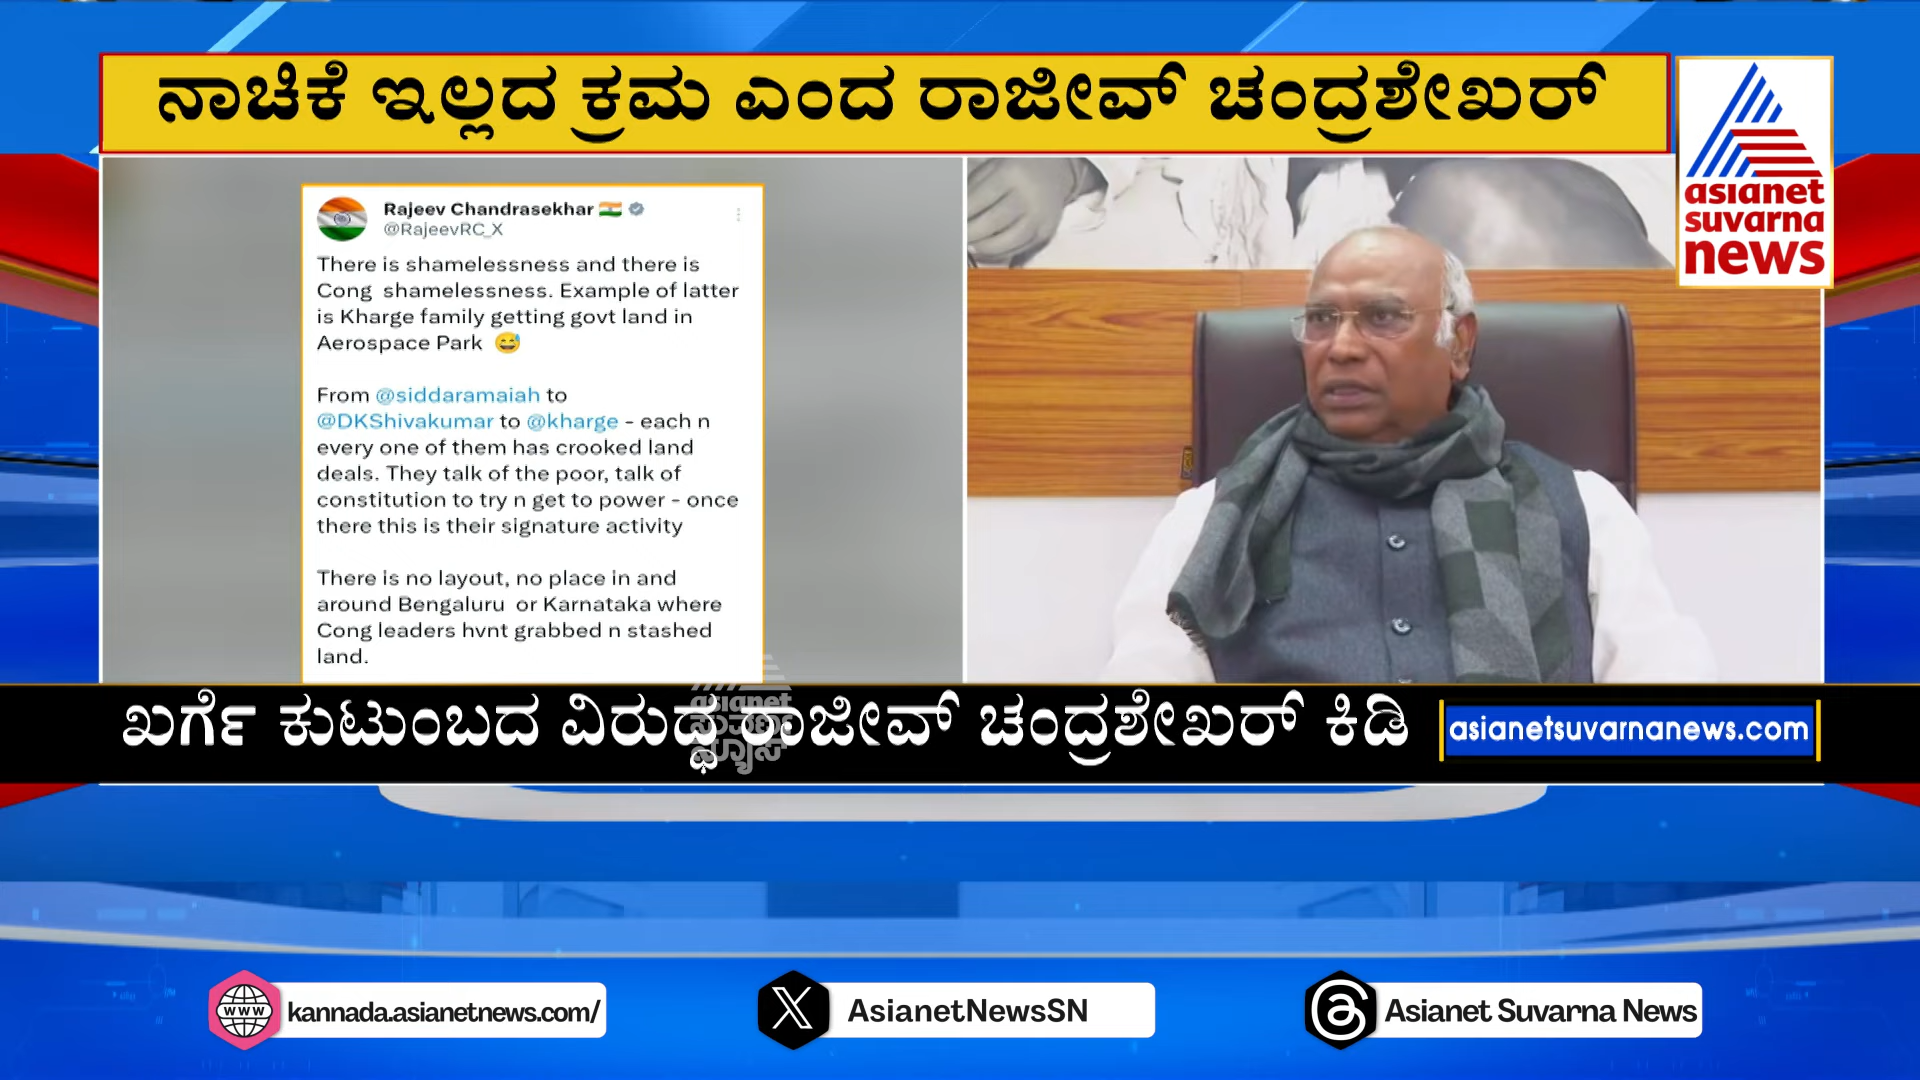 ನಾಚಿಕೆ ಇಲ್ಲದ ಕ್ರಮ ಎಂದ ರಾಜೀವ್ ಚಂದ್ರಶೇಖರ್
asianet
suvarna
news
Rajeev Chandrasekhar 🇮🇳
@RajeevRC_X
There is shamelessness and there is
Cong shamelessness. Example of latter
is Kharge family getting govt land in
Aerospace Park 😅
From @siddaramaiah to
@DKShivakumar to @kharge - each n
every one of them has crooked land
deals. They talk of the poor, talk of
constitution to try n get to power - once
there this is their signature activity
There is no layout, no place in and
around Bengaluru or Karnataka where
Cong leaders hvnt grabbed n stashed
land.
asianet
ಸುವರ್ಣ
ನ್ಯೂಸ್
ಖರ್ಗೆ ಕುಟುಂಬದ ವಿರುದ್ಧ ರಾಜೀವ್ ಚಂದ್ರಶೇಖರ್ ಕಿಡಿ
asianetsuvarnanews.com
www
kannada.asianetnews.com/
AsianetNewsSN
Asianet Suvarna News